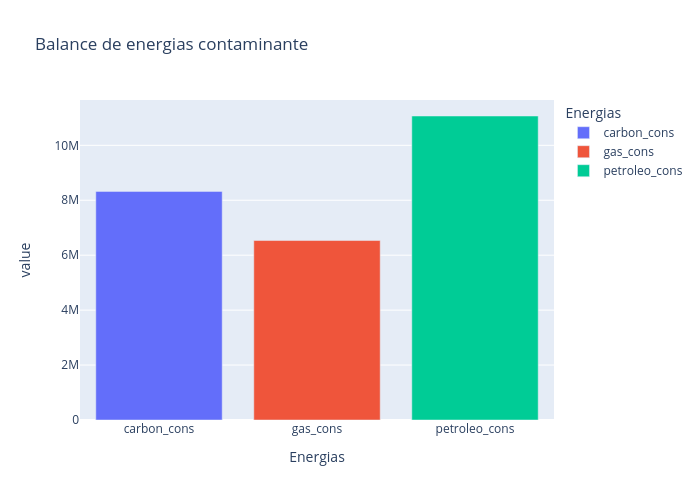 Balance de energias contaminante
Energias
carbon_cons
gas_cons
petroleo_cons
value
10M
8M
6M
4M
2M
0
carbon_cons
gas_cons
petroleo_cons
Energias